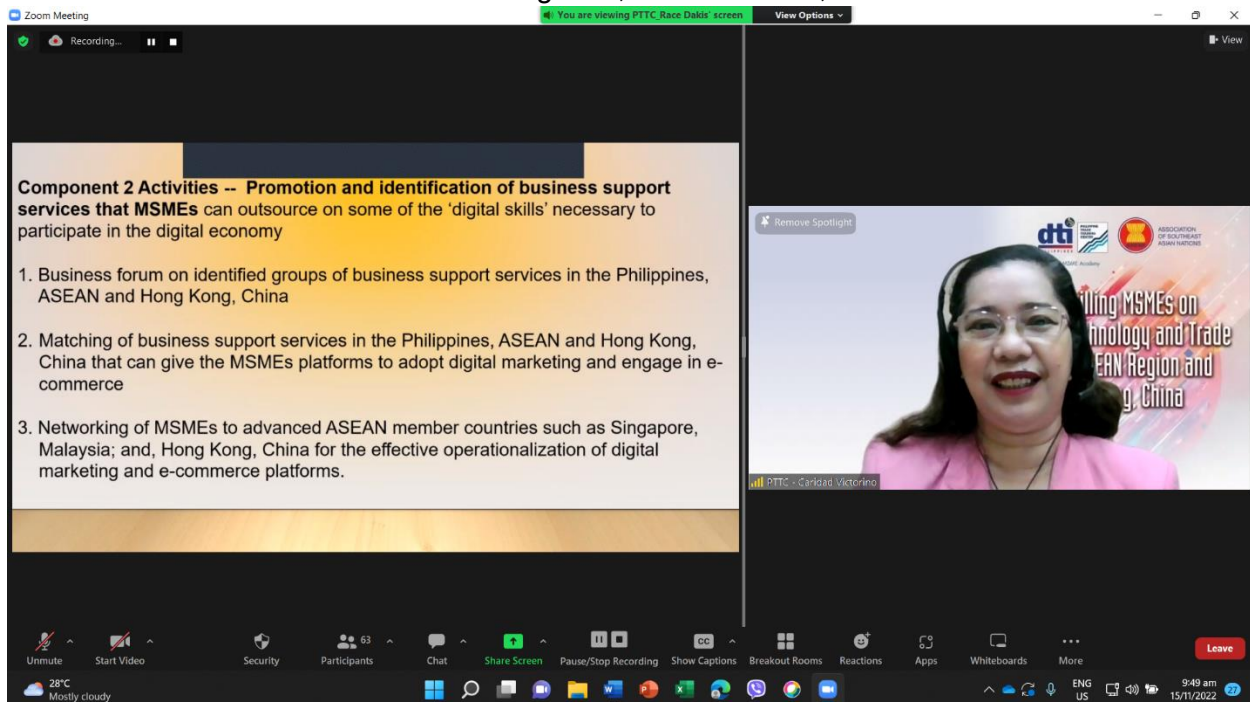 Zoom Meeting
You are viewing PTTC_Race Dakis' screen
View Options
Recording...
View
Component 2 Activities -- Promotion and identification of business support
services that MSMEs can outsource on some of the 'digital skills' necessary to
participate in the digital economy
1. Business forum on identified groups of business support services in the Philippines,
ASEAN and Hong Kong, China
2. Matching of business support services in the Philippines, ASEAN and Hong Kong,
China that can give the MSMEs platforms to adopt digital marketing and engage in e-
commerce
3. Networking of MSMEs to advanced ASEAN member countries such as Singapore,
Malaysia; and, Hong Kong, China for the effective operationalization of digital
marketing and e-commerce platforms.
Remove Spotlight
dti
PHILIPPINES
PHILIPPINE
TRADE
TRAINING
CENTER
ASSOCIATION
OF SOUTHEAST
ASIAN NATIONS
Academy
illing MSMEs on
hnology and Trade
EAN Region and
g, China
PTTC - Caridad Victorino
Unmute
Start Video
Security
63
Participants
Chat
Share Screen
Pause/Stop Recording
CC
Show Captions
Breakout Rooms
Reactions
Apps
Whiteboards
More
Leave
28°C
Mostly cloudy
ENG
US
9:49 am
15/11/2022
27